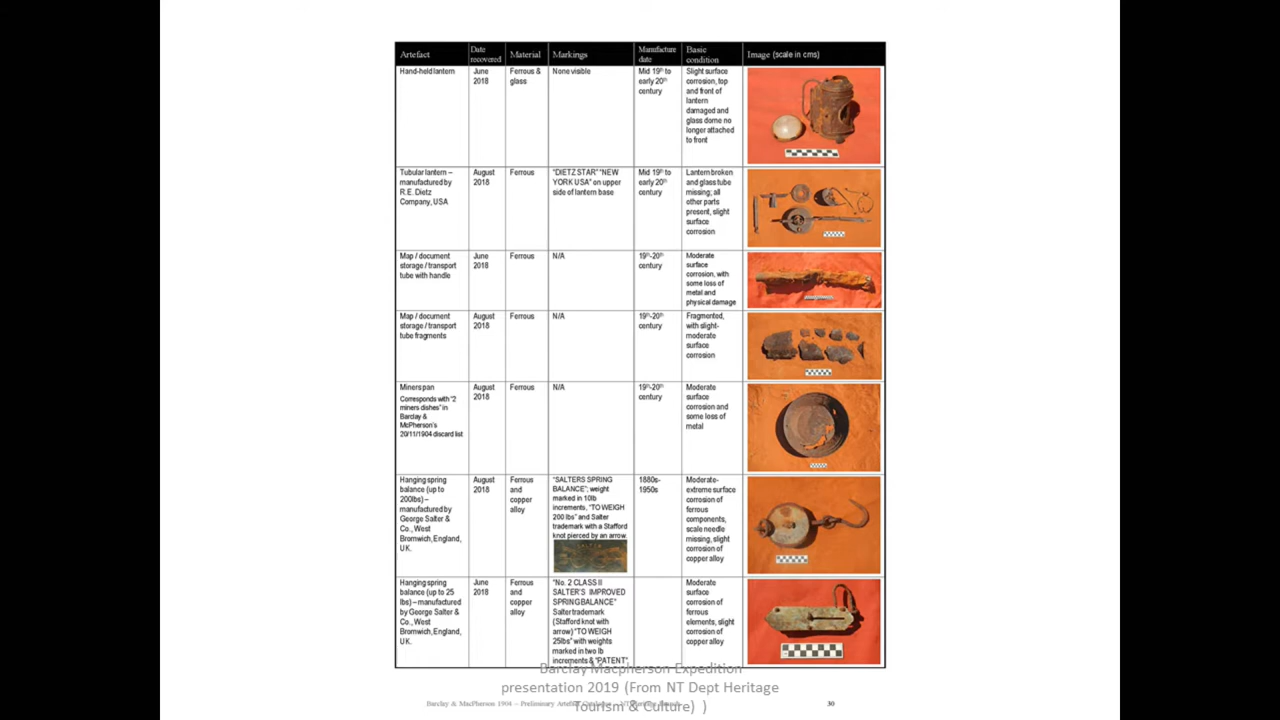 Artefact
Date
recovered
Material
Markings
Manufacture
date
Basic
condition
Image (scale in cms)
Hand-held lantern
June
2018
Ferrous &
glass
None visible
Mid 19th to
early 20th
century
Slight surface
corrosion, top
and front of
lantern
damaged and
glass dome no
longer attached
to front
Tubular lantern –
manufactured by
R.E. Dietz
Company, USA
August
2018
Ferrous
"DIETZ STAR" "NEW
YORK USA" on upper
side of lantern base
Mid 19th to
early 20th
century
Lantern broken
and glass tube
missing; all
other parts
present, slight
surface
corrosion
Map / document
storage / transport
tube with handle
June
2018
Ferrous
N/A
19th-20th
century
Moderate
surface
corrosion, with
some loss of
metal and
physical damage
Map / document
storage / transport
tube fragments
August
2018
Ferrous
N/A
19th-20th
century
Fragmented,
with slight-
moderate
surface
corrosion
Miners pan
Corresponds with "2
miners dishes" in
Barclay &
McPherson's
20/11/1904 discard list
August
2018
Ferrous
N/A
19th-20th
century
Moderate
surface
corrosion and
some loss of
metal
Hanging spring
balance (up to
200lbs) –
manufactured by
George Salter &
Co., West
Bromwich, England,
UK.
August
2018
Ferrous
and
copper
alloy
"SALTERS SPRING
BALANCE"; weight
marked in 10lb
increments, "TO WEIGH
200 lbs" and Salter
trademark with a Stafford
knot pierced by an arrow
1880s-
1950s
Moderate-
extreme surface
corrosion of
ferrous
components,
scale needle
missing, slight
corrosion of
copper alloy
Hanging spring
balance (up to 25
lbs) – manufactured
by George Salter &
Co., West
Bromwich, England,
UK.
June
2018
Ferrous
and
copper
alloy
"No. 2 CLASS II
SALTER'S IMPROVED
SPRING BALANCE"
Salter trademark
(Stafford knot with
arrow) "TO WEIGH
25lbs" with weights
marked in two lb
increments & "PATENT".
Moderate
surface
corrosion of
ferrous
elements, slight
corrosion of
copper alloy
Barclay Macpherson Expedition
presentation 2019 (From NT Dept Heritage
Tourism & Culture) )
Barclay & MacPherson 1904 – Preliminary Artefact
30